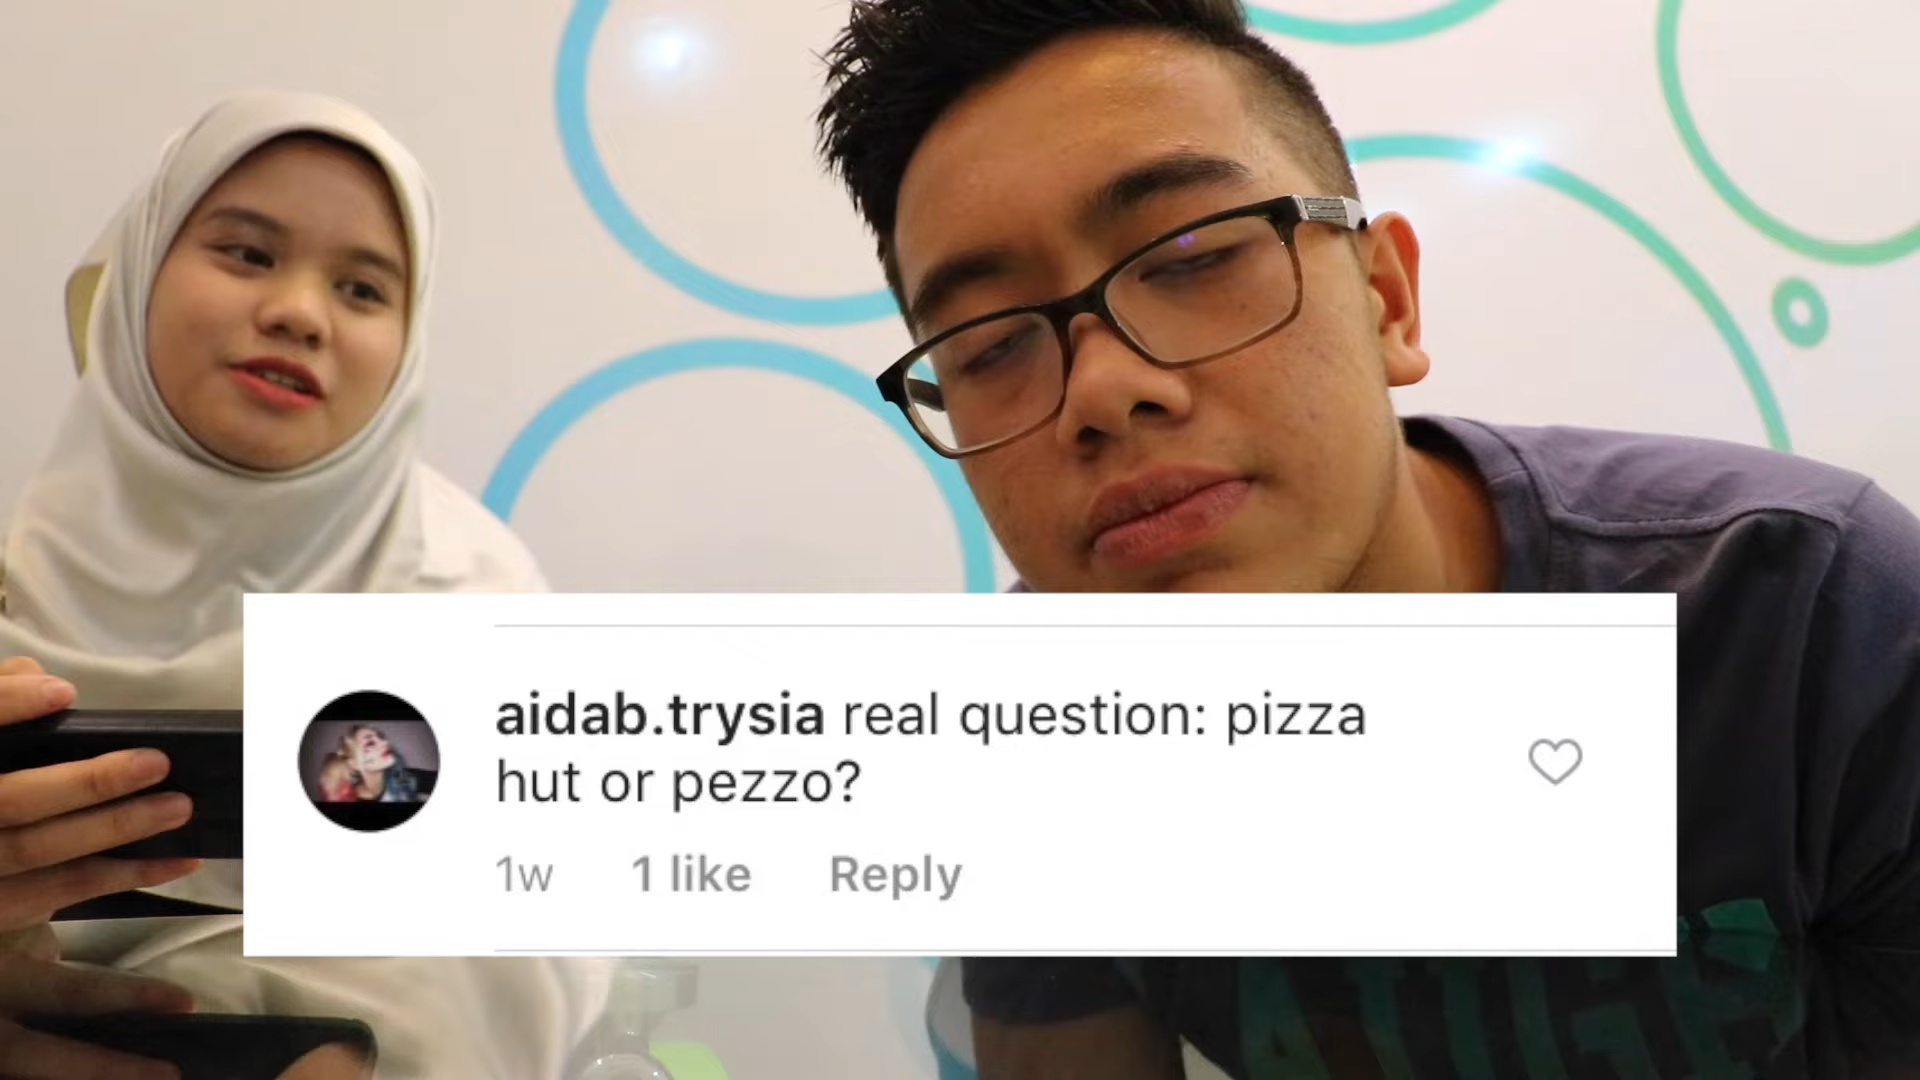 aidab.trysia real question: pizza
hut or pezzo?
1w 1 like Reply